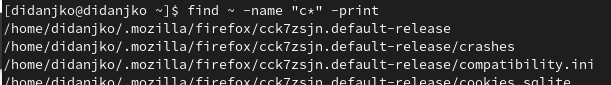 [didanjko@didanjko ~]$ find ~ -name "c*" -print
/home/didanjko/.mozilla/firefox/cck7zsjn.default-release
/home/didanjko/.mozilla/firefox/cck7zsjn.default-release/crashes
/home/didanjko/.mozilla/firefox/cck7zsjn.default-release/compatibility.ini
/home/didanjko/.mozilla/firefox/cck7zsjn.default-release/cookies.sqlite